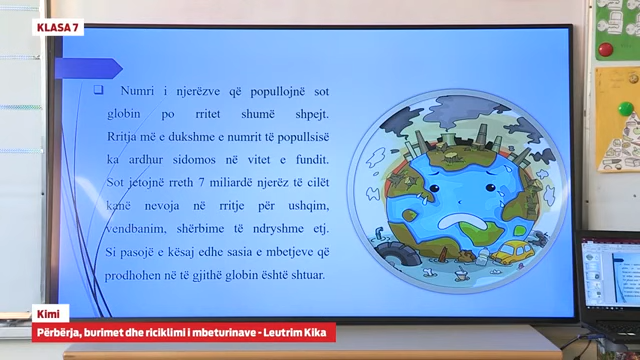 KLASA 7
Numri i njerëzve që popullojnë sot
globin po rritet shumë shpejt.
Rritja më e dukshme e numrit të popullsisë
ka ardhur sidomos në vitet e fundit.
Sot jetojnë rreth 7 miliardë njerëz të cilët
kanë nevoja në rritje për ushqim,
vendbanim, shërbime të ndryshme etj.
Si pasojë e kësaj edhe sasia e mbetjeve që
prodhohen në të gjithë globin është shtuar.
Kimi
Përbërja, burimet dhe riciklimi i mbeturinave - Leutrim Kika